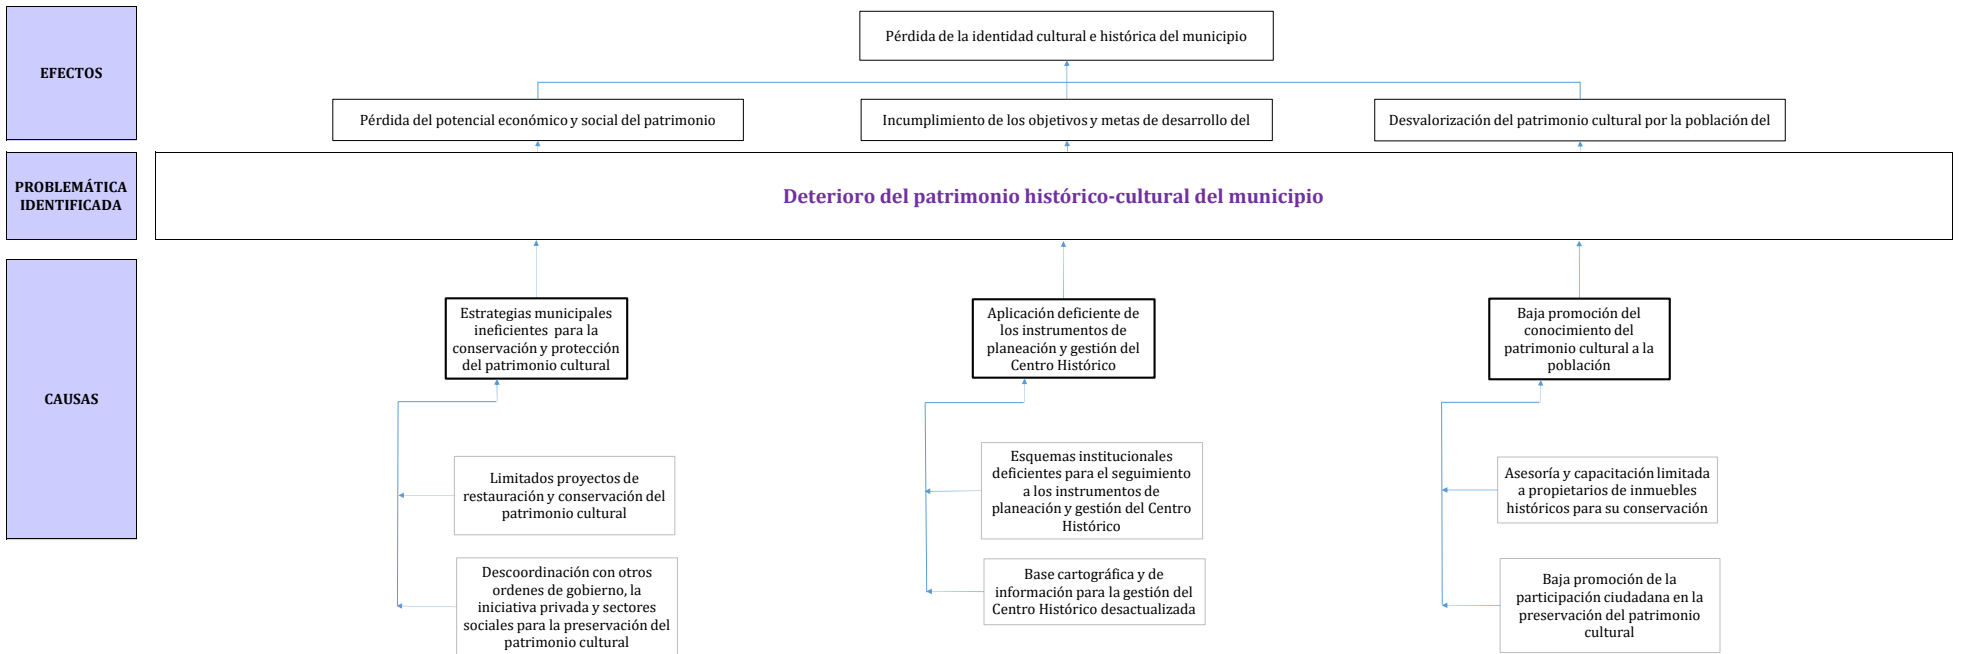 EFECTOS
Pérdida de la identidad cultural e histórica del municipio
Pérdida del potencial económico y social del patrimonio
Incumplimiento de los objetivos y metas de desarrollo del
Desvalorización del patrimonio cultural por la población del
PROBLEMÁTICA
IDENTIFICADA
Deterioro del patrimonio histórico-cultural del municipio
CAUSAS
Estrategias municipales
ineficientes para la
conservación y protección
del patrimonio cultural
Aplicación deficiente de
los instrumentos de
planeación y gestión del
Centro Histórico
Baja promoción del
conocimiento del
patrimonio cultural a la
población
Limitados proyectos de
restauración y conservación del
patrimonio cultural
Esquemas institucionales
deficientes para el seguimiento
a los instrumentos de
planeación y gestión del Centro
Histórico
Asesoría y capacitación limitada
a propietarios de inmuebles
históricos para su conservación
Descoordinación con otros
ordenes de gobierno, la
iniciativa privada y sectores
sociales para la preservación del
patrimonio cultural
Base cartográfica y de
información para la gestión del
Centro Histórico desactualizada
Baja promoción de la
participación ciudadana en la
preservación del patrimonio
cultural